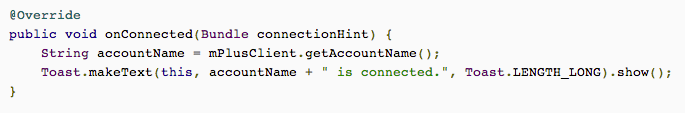 @Override
public void onConnected(Bundle connectionHint) {
    String accountName = mPlusClient.getAccountName();
    Toast.makeText(this, accountName + " is connected.", Toast.LENGTH_LONG).show();
}